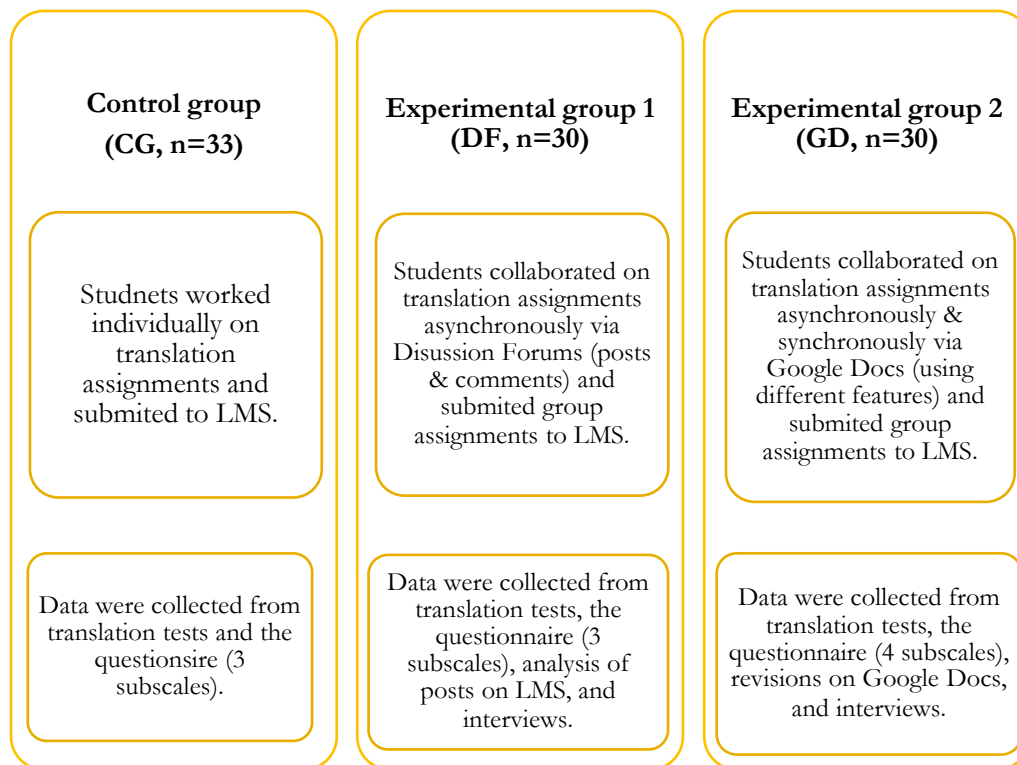 Control group
(CG, n=33)
Studnets worked
individually on
translation
assignments and
submited to LMS.
Data were collected from
translation tests and the
questionsire (3
subscales).
Experimental group 1
(DF, n=30)
Students collaborated on
translation assignments
asynchronously via
Disussion Forums (posts
& comments) and
submited group
assignments to LMS.
Data were collected from
translation tests, the
questionnaire (3
subscales), analysis of
posts on LMS, and
interviews.
Experimental group 2
(GD, n=30)
Students collaborated on
translation assignments
asynchronously &
synchronously via
Google Docs (using
different features) and
submited group
assignments to LMS.
Data were collected from
translation tests, the
questionnaire (4 subscales),
revisions on Google Docs,
and interviews.